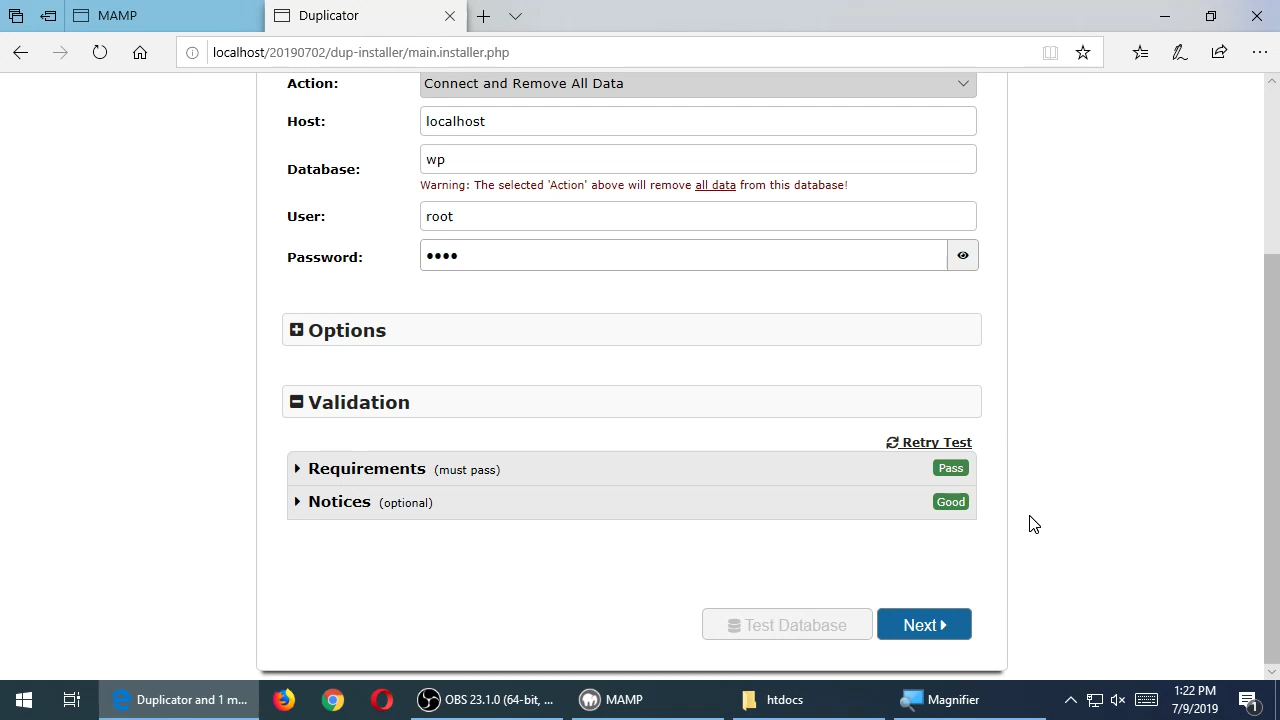 MAMP
Duplicator
localhost/20190702/dup-installer/main.installer.php
Action: Connect and Remove All Data
Host: localhost
Database: wp
Warning: The selected 'Action' above will remove all data from this database!
User: root
Password: ••••
Options
Validation
Retry Test
Requirements (must pass) Pass
Notices (optional) Good
Test Database Next
Duplicator and 1 m...
OBS 23.1.0 (64-bit, ...
MAMP
htdocs
Magnifier
1:22 PM
7/9/2019
1